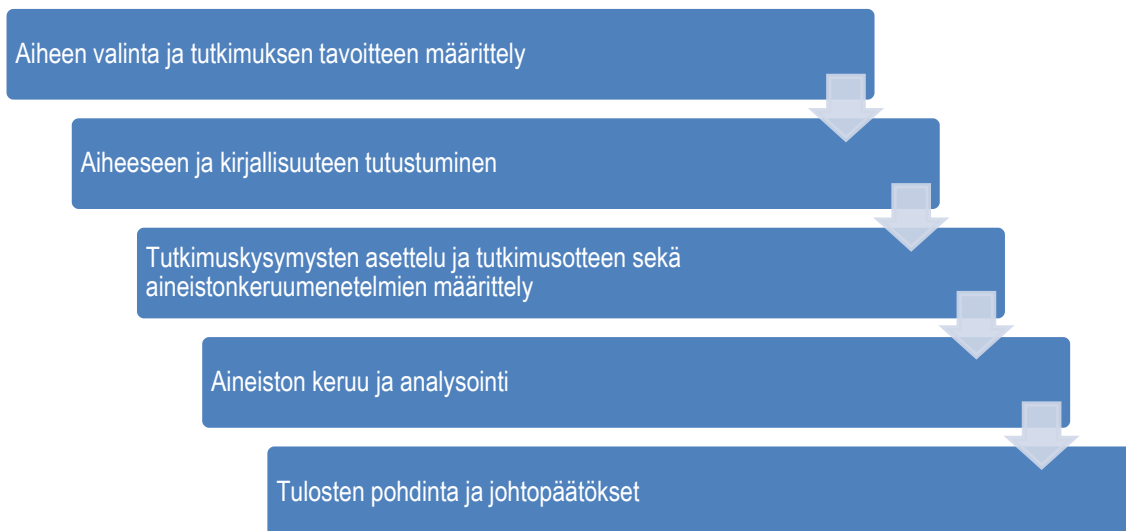 Aiheen valinta ja tutkimuksen tavoitteen määrittely
Aiheeseen ja kirjallisuuteen tutustuminen
Tutkimuskysymysten asettelu ja tutkimusotteen sekä
aineistonkeruumenetelmien määrittely
Aineiston keruu ja analysointi
Tulosten pohdinta ja johtopäätökset